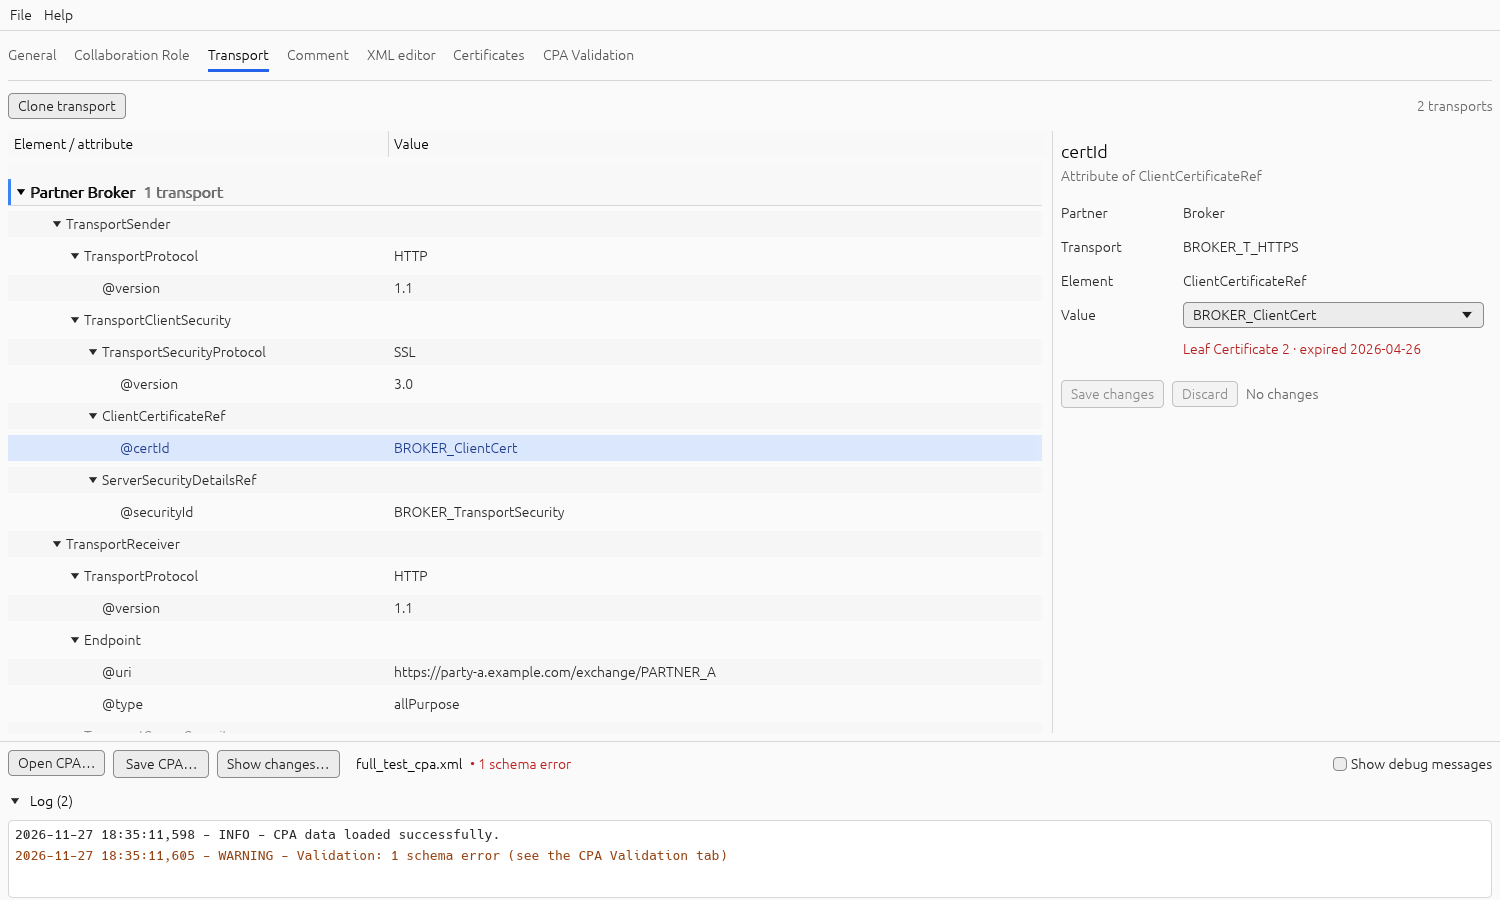 File Help
General Collaboration Role Transport Comment XML editor Certificates CPA Validation
Clone transport 2 transports
Element / attribute Value
Partner Broker 1 transport
TransportSender
TransportProtocol HTTP
@version 1.1
TransportClientSecurity
TransportSecurityProtocol SSL
@version 3.0
ClientCertificateRef
@certId BROKER_ClientCert
ServerSecurityDetailsRef
@securityId BROKER_TransportSecurity
TransportReceiver
TransportProtocol HTTP
@version 1.1
Endpoint
@uri https://party-a.example.com/exchange/PARTNER_A
@type allPurpose
certId
Attribute of ClientCertificateRef
Partner Broker
Transport BROKER_T_HTTPS
Element ClientCertificateRef
Value BROKER_ClientCert
Leaf Certificate 2 · expired 2026-04-26
Save changes Discard No changes
Open CPA... Save CPA... Show changes... full_test_cpa.xml • 1 schema error Show debug messages
Log (2)
2026-11-27 18:35:11,598 - INFO - CPA data loaded successfully.
2026-11-27 18:35:11,605 - WARNING - Validation: 1 schema error (see the CPA Validation tab)